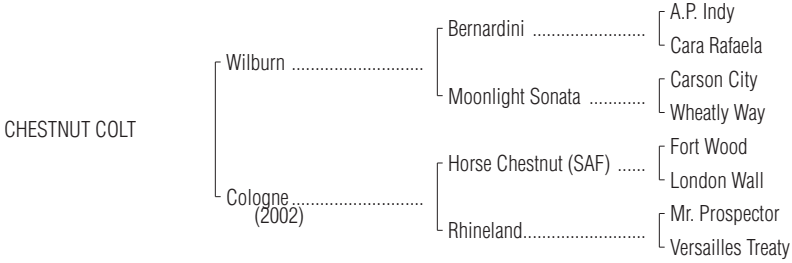 A.P. Indy
Bernardini ........................
Cara Rafaela
Wilburn ............................
Carson City
Moonlight Sonata ............
Wheatly Way
CHESTNUT COLT
Fort Wood
Horse Chestnut (SAF) ......
London Wall
Cologne............................
(2002)
Mr. Prospector
Rhineland..........................
Versailles Treaty